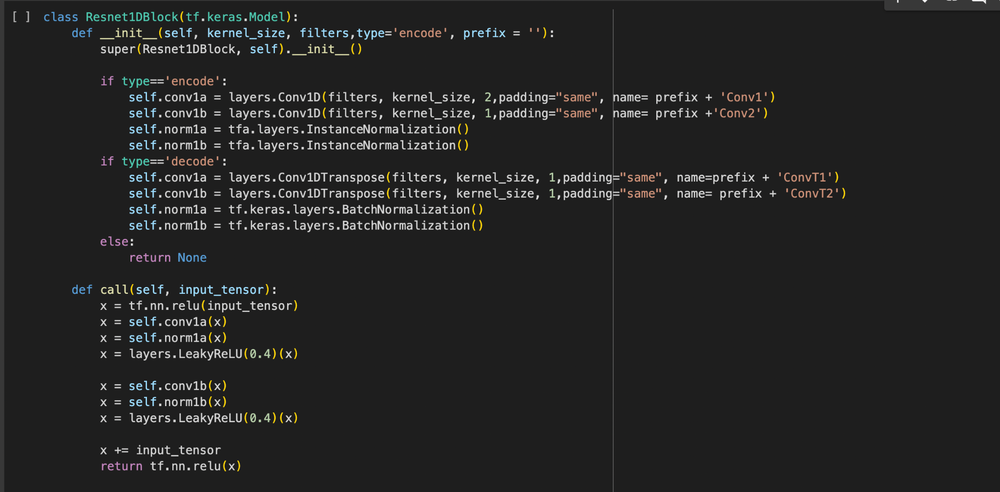 [ ] class Resnet1DBlock(tf.keras.Model):
    def __init__(self, kernel_size, filters,type='encode', prefix = ''):
        super(Resnet1DBlock, self).__init__()

        if type=='encode':
            self.conv1a = layers.Conv1D(filters, kernel_size, 2,padding="same", name= prefix + 'Conv1')
            self.conv1b = layers.Conv1D(filters, kernel_size, 1,padding="same", name= prefix +'Conv2')
            self.norm1a = tfa.layers.InstanceNormalization()
            self.norm1b = tfa.layers.InstanceNormalization()
        if type=='decode':
            self.conv1a = layers.Conv1DTranspose(filters, kernel_size, 1,padding="same", name=prefix + 'ConvT1')
            self.conv1b = layers.Conv1DTranspose(filters, kernel_size, 1,padding="same", name= prefix + 'ConvT2')
            self.norm1a = tf.keras.layers.BatchNormalization()
            self.norm1b = tf.keras.layers.BatchNormalization()
        else:
            return None

    def call(self, input_tensor):
        x = tf.nn.relu(input_tensor)
        x = self.conv1a(x)
        x = self.norm1a(x)
        x = layers.LeakyReLU(0.4)(x)

        x = self.conv1b(x)
        x = self.norm1b(x)
        x = layers.LeakyReLU(0.4)(x)

        x += input_tensor
        return tf.nn.relu(x)